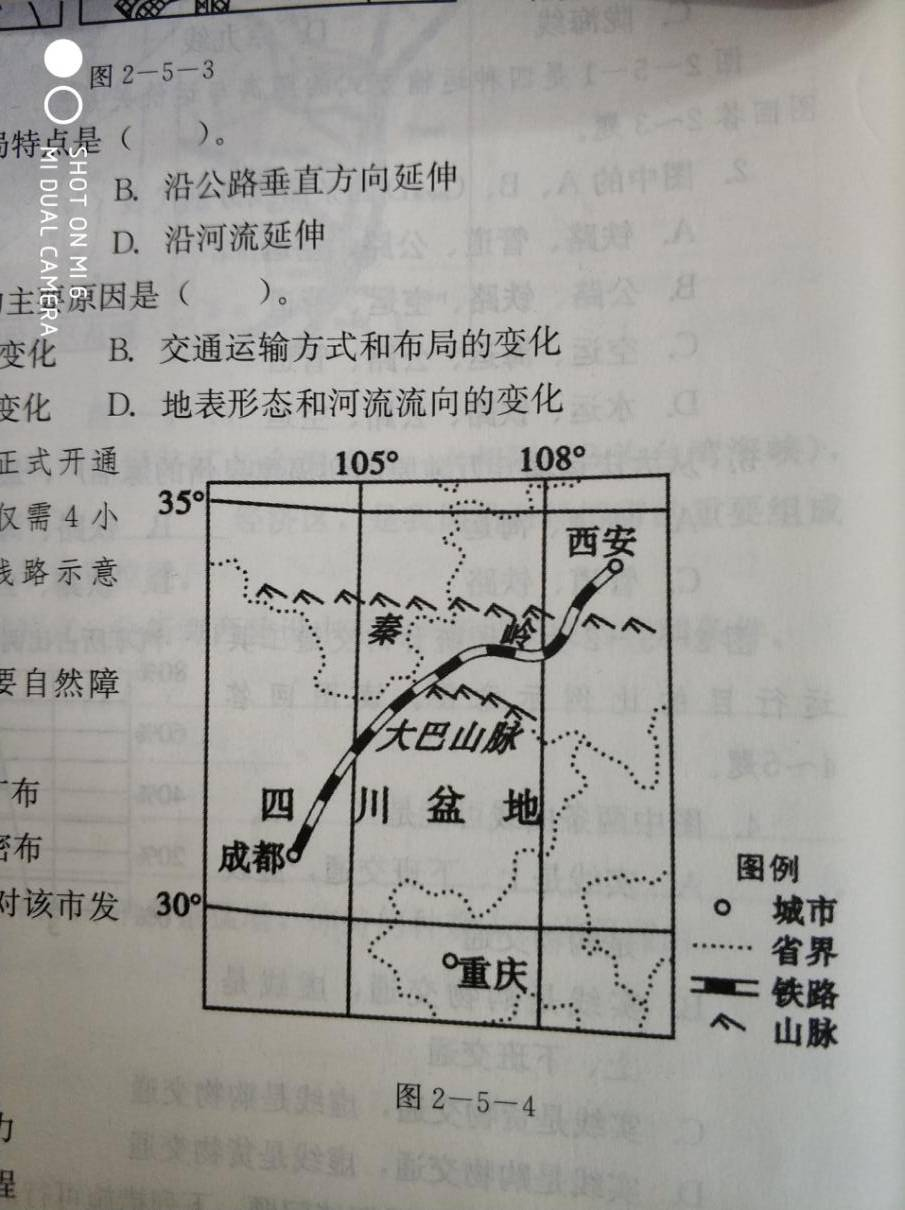 图2-5-3
局特点是（　　）。
B. 沿公路垂直方向延伸
D. 沿河流延伸
主要原因是（　　）。
变化 B. 交通运输方式和布局的变化
变化 D. 地表形态和河流流向的变化
正式开通
仅需4小
线路示意
要自然障
布
密布
对该市发
力
程
105° 108°
35°
西安
秦 岭
大巴山脉
四 川 盆 地
成都
30°
重庆
图例
城市
省界
铁路
山脉
图2-5-4
SHOT ON MI 6
MI DUAL CAMERA